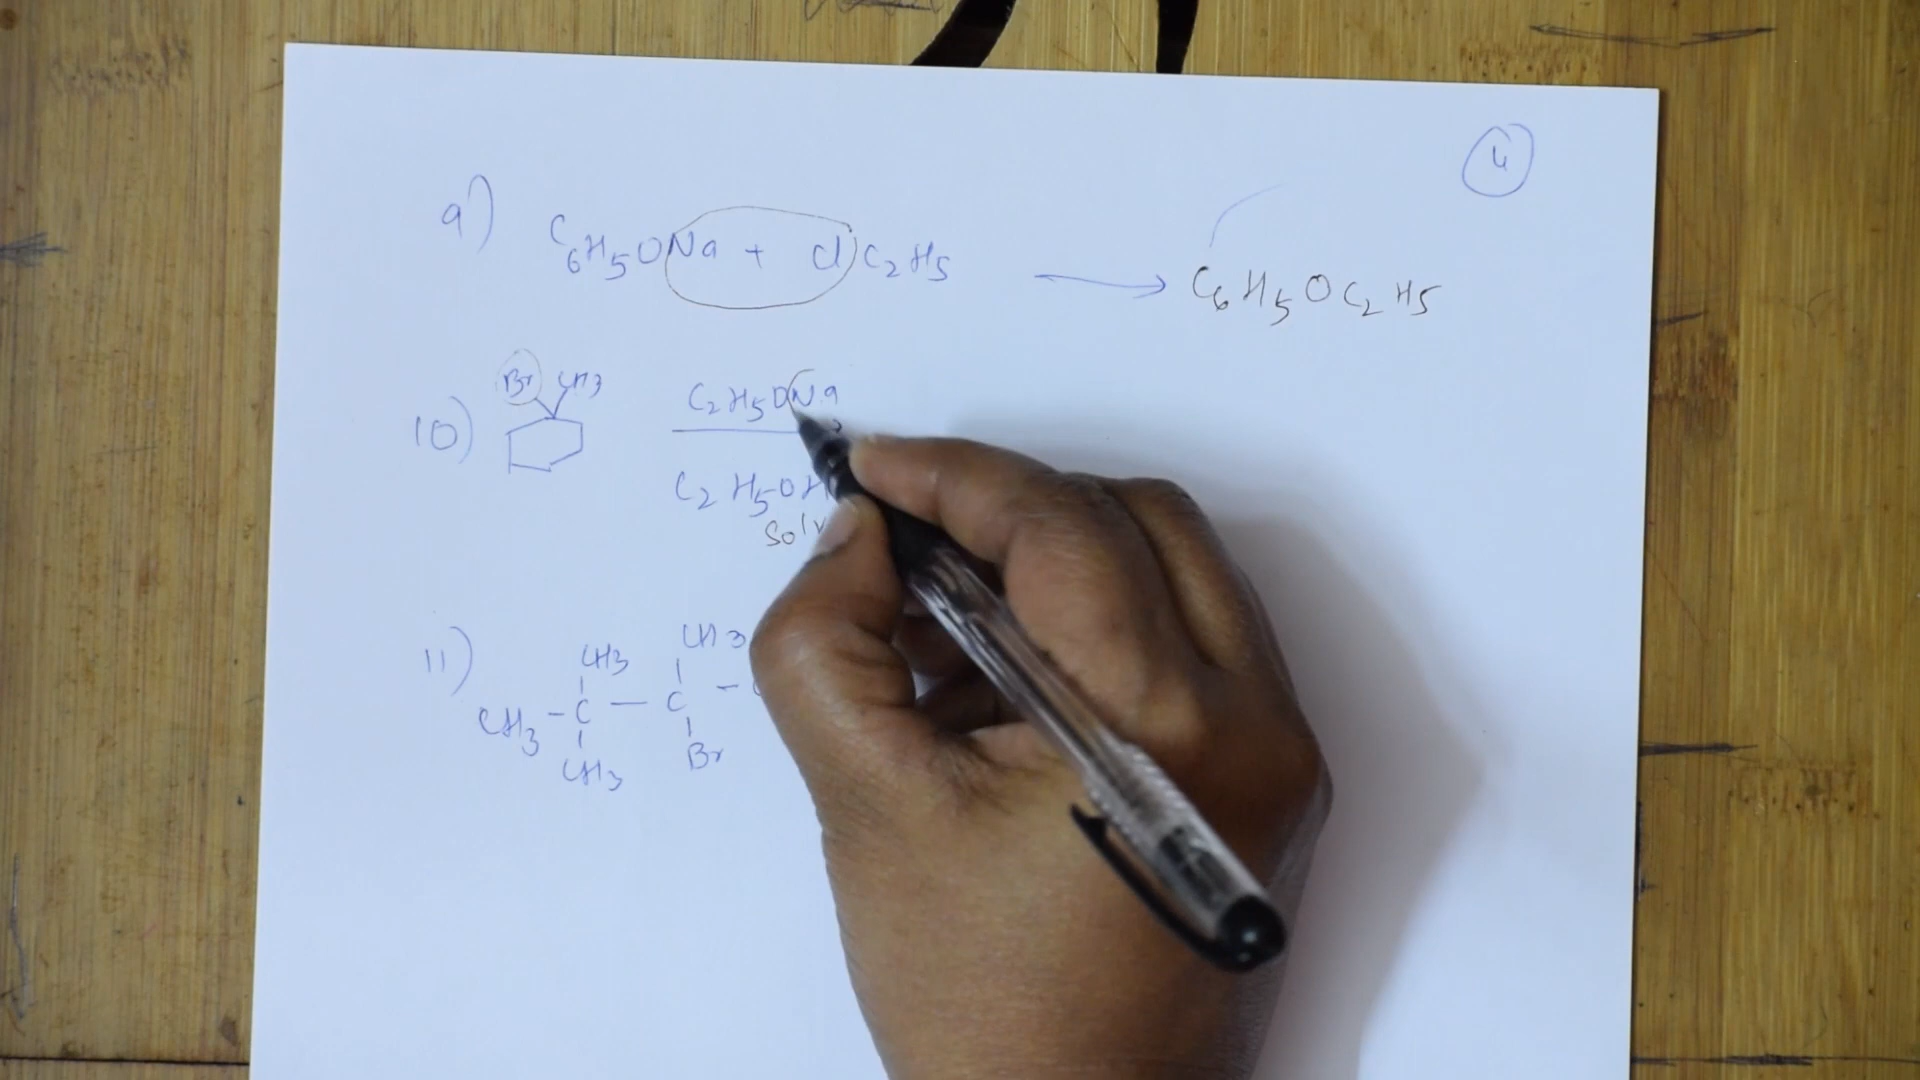 4
9) C6H5ONa + Cl C2H5 → C6H5OC2H5
Br CH3
10) C2H5ONa
C2H5OH
Solv
11) CH3 CH3
CH3 - C — C -
CH3 Br